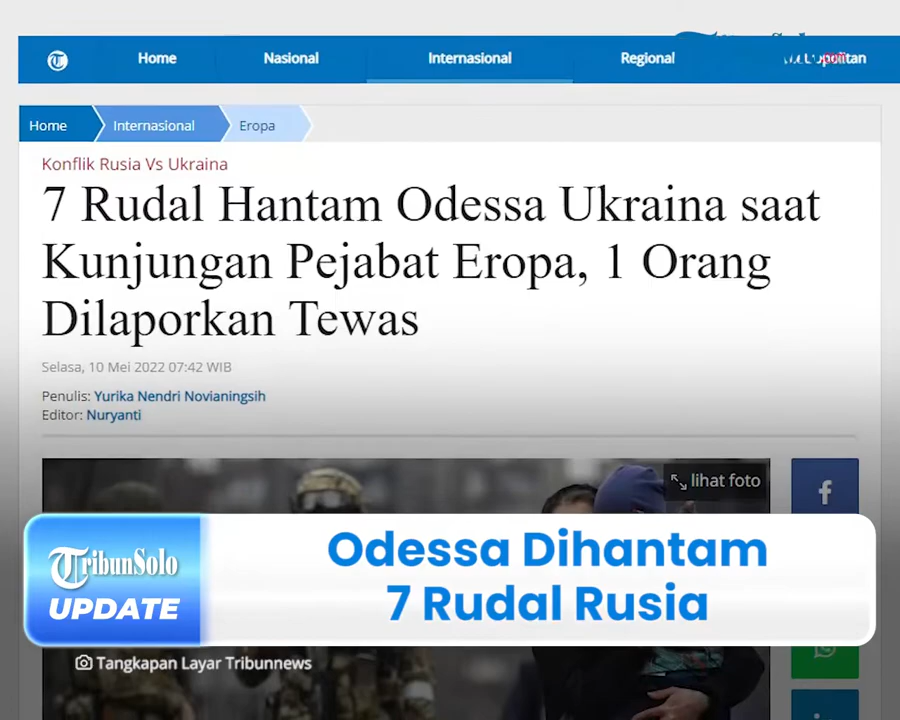 Home Nasional Internasional Regional
Home Internasional Eropa
Konflik Rusia Vs Ukraina
7 Rudal Hantam Odessa Ukraina saat
Kunjungan Pejabat Eropa, 1 Orang
Dilaporkan Tewas
Selasa, 10 Mei 2022 07:42 WIB
Penulis: Yurika Nendri Novianingsih
Editor: Nuryanti
lihat foto
TribunSolo
UPDATE
Odessa Dihantam
7 Rudal Rusia
Tangkapan Layar Tribunnews